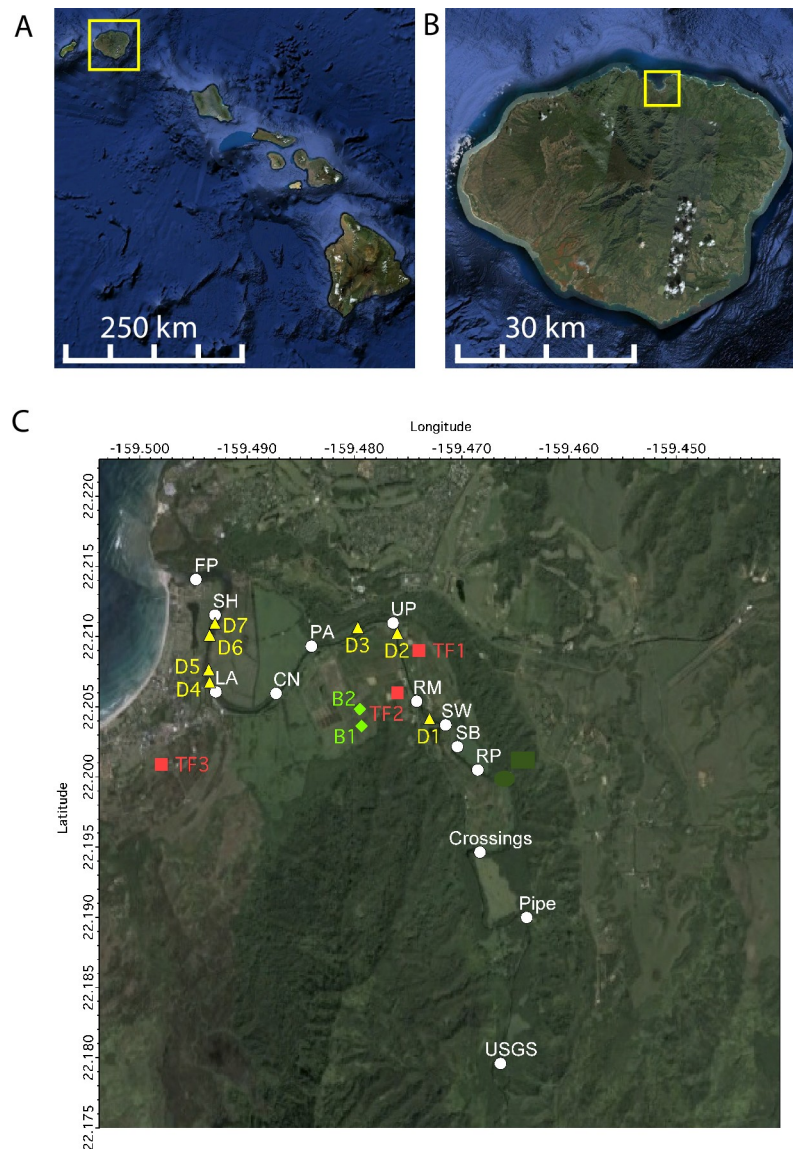 A
B
250 km
30 km
C
Longitude
-159.500 -159.490 -159.480 -159.470 -159.460 -159.450
Latitude
22.220
22.215
22.210
22.205
22.200
22.195
22.190
22.185
22.180
22.175
FP
SH
D7
D6
PA
D3
UP
D2
TF1
D5
D4
LA
CN
B2
B1
TF2
RM
D1
SW
SB
RP
TF3
Crossings
Pipe
USGS